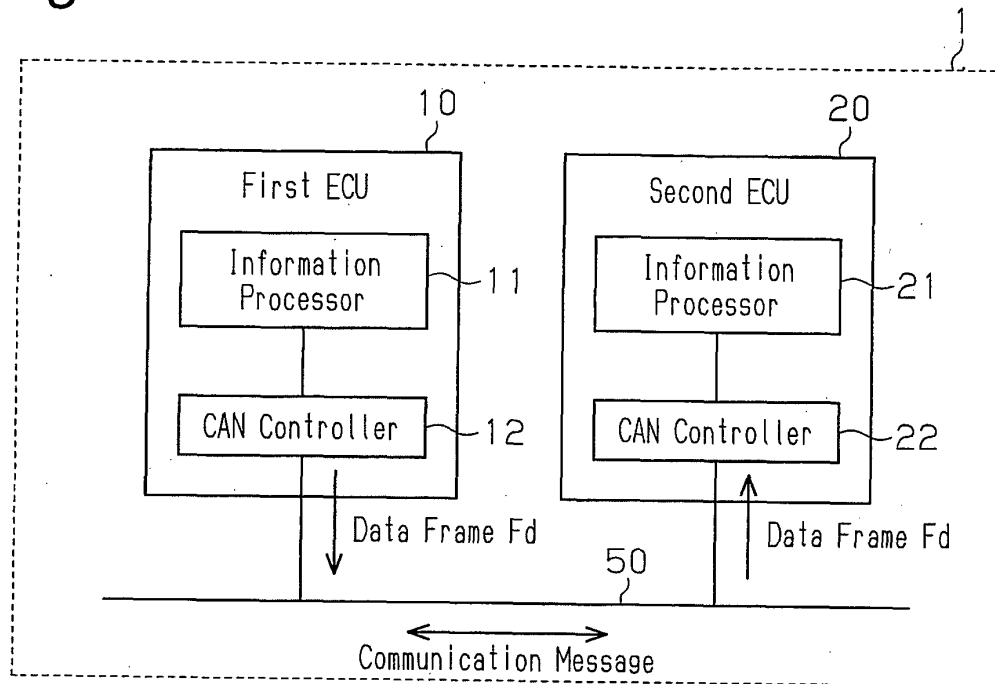 1
10
20
First ECU
Second ECU
Information
Processor
11
Information
Processor
21
CAN Controller
12
CAN Controller
22
Data Frame Fd
Data Frame Fd
50
Communication Message